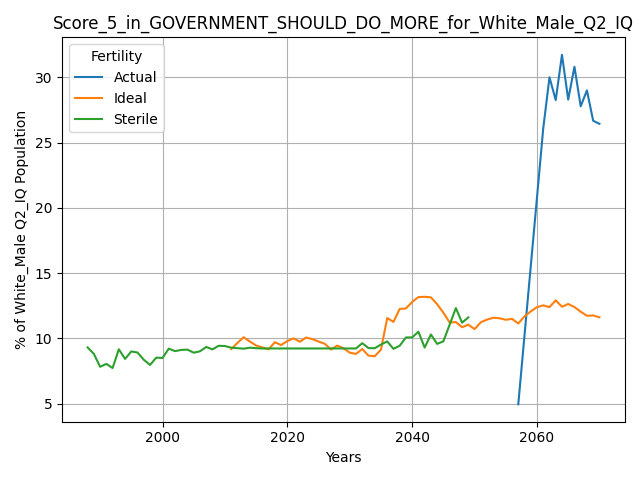 Score_5_in_GOVERNMENT_SHOULD_DO_MORE_for_White_Male_Q2_IQ
Fertility
Actual
Ideal
Sterile
% of White_Male Q2_IQ Population
30
25
20
15
10
5
2000
2020
2040
2060
Years